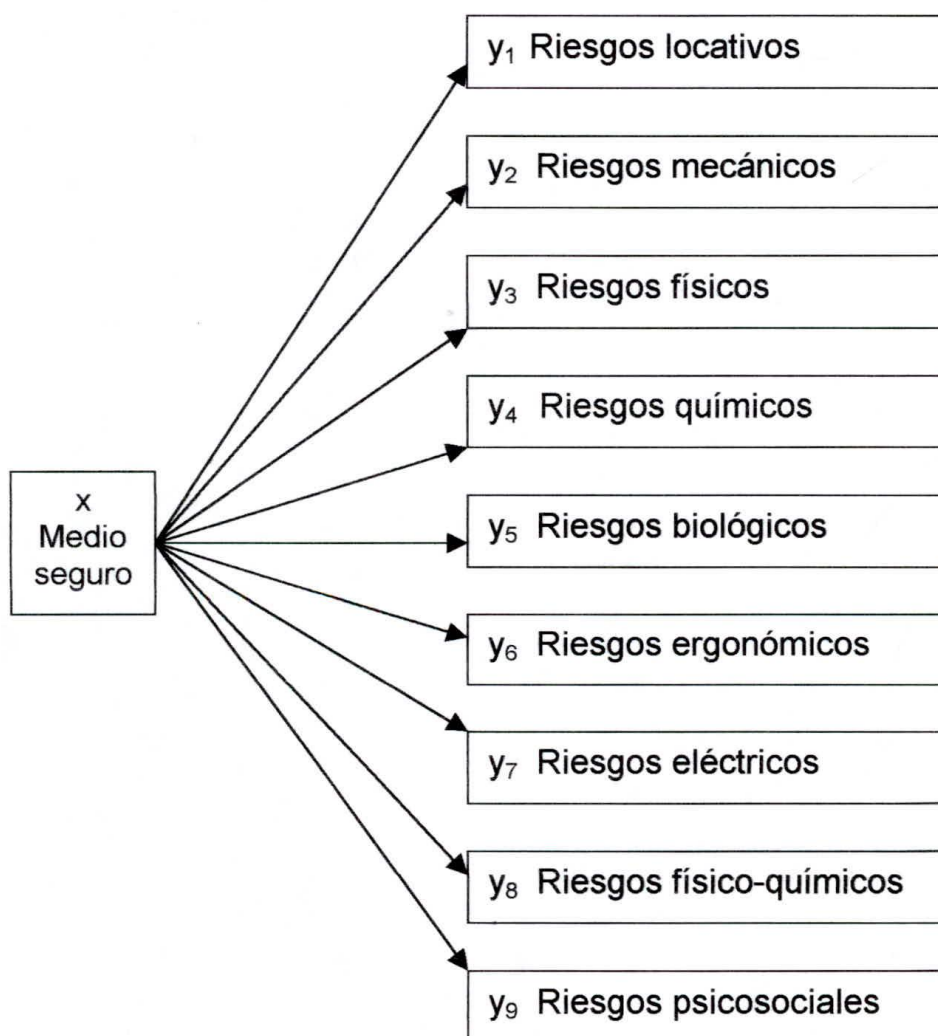 y₁ Riesgos locativos
y₂ Riesgos mecánicos
y₃ Riesgos físicos
y₄ Riesgos químicos
x
Medio
seguro
y₅ Riesgos biológicos
y₆ Riesgos ergonómicos
y₇ Riesgos eléctricos
y₈ Riesgos físico-químicos
y₉ Riesgos psicosociales